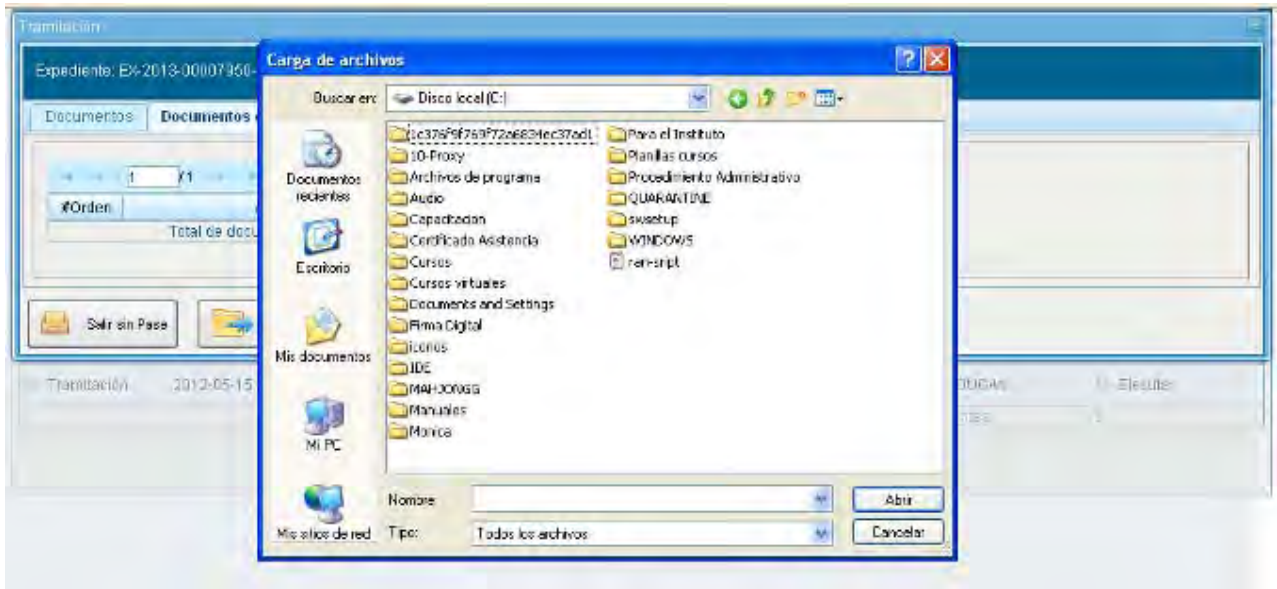 Tramitación
Expediente: EX-2013-00007950-
Documentos Documentos
1 /1
#Orden
Total de docu
Salir sin Pase
Tramitación 2012-05-15
Carga de archivos
Buscar en: Disco local (C:)
Documentos recientes
Escritorio
Mis documentos
Mi PC
Mis sitios de red
1c376f9f769f72a6834ec37ad1
10-Proxy
Archivos de programa
Audio
Capacitacion
Certificado Asistencia
Cursos
Cursos virtuales
Documents and Settings
Firma Digital
iconos
IDE
MAHJONGG
Manuales
Monica
Para el Instituto
Planillas cursos
Procedimiento Administrativo
QUARANTINE
swsetup
WINDOWS
Nombre
Abrir
Tipo: Todos los archivos
Cancelar